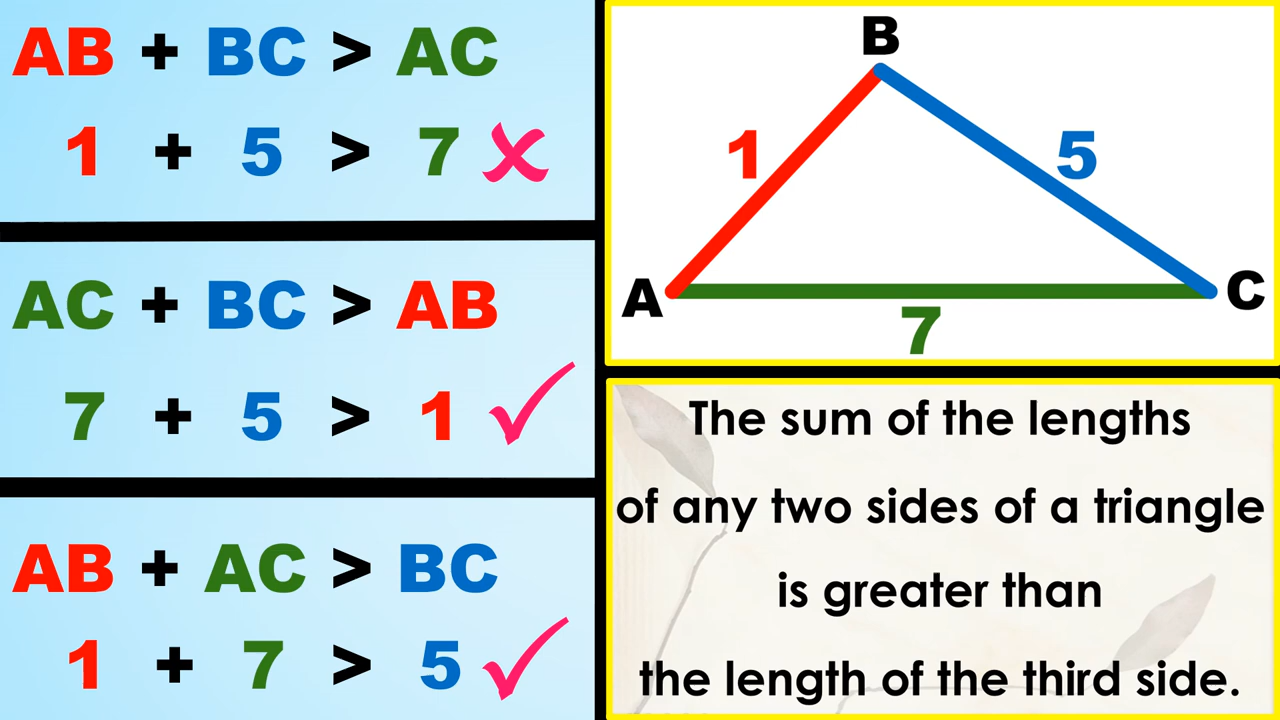 AB + BC > AC
1 + 5 > 7 ✗
AC + BC > AB
7 + 5 > 1 ✓
AB + AC > BC
1 + 7 > 5 ✓
B
1
5
A
C
7
The sum of the lengths
of any two sides of a triangle
is greater than
the length of the third side.